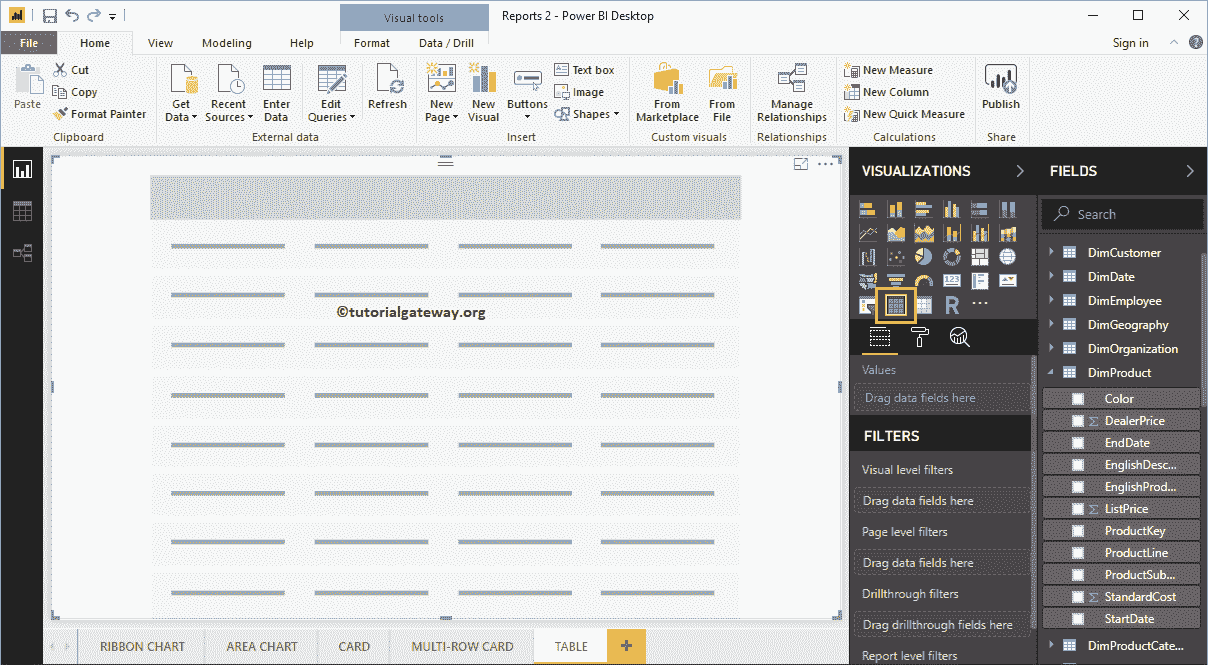 Visual tools
Reports 2 - Power BI Desktop
File
Home
View
Modeling
Help
Format
Data / Drill
Sign in
Paste
Cut
Copy
Format Painter
Clipboard
Get Data
Recent Sources
Enter Data
Edit Queries
External data
Refresh
New Page
New Visual
Buttons
Text box
Image
Shapes
Insert
From Marketplace
From File
Custom visuals
Manage Relationships
Relationships
New Measure
New Column
New Quick Measure
Calculations
Publish
Share
©tutorialgateway.org
VISUALIZATIONS
123
R
Values
Drag data fields here
FILTERS
Visual level filters
Drag data fields here
Page level filters
Drag data fields here
Drillthrough filters
Drag drillthrough fields here
Report level filters
FIELDS
Search
DimCustomer
DimDate
DimEmployee
DimGeography
DimOrganization
DimProduct
Color
Σ DealerPrice
EndDate
EnglishDesc...
EnglishProd...
Σ ListPrice
ProductKey
ProductLine
ProductSub...
Σ StandardCost
StartDate
DimProductCate...
RIBBON CHART
AREA CHART
CARD
MULTI-ROW CARD
TABLE
+